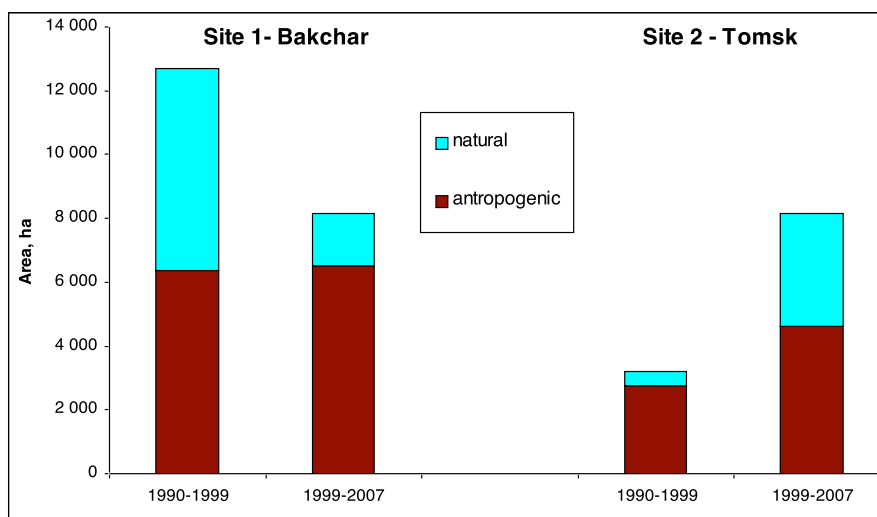 Site 1- Bakchar
Site 2 - Tomsk
14 000
12 000
10 000
8 000
6 000
4 000
2 000
0
Area, ha
natural
antropogenic
1990-1999
1999-2007
1990-1999
1999-2007